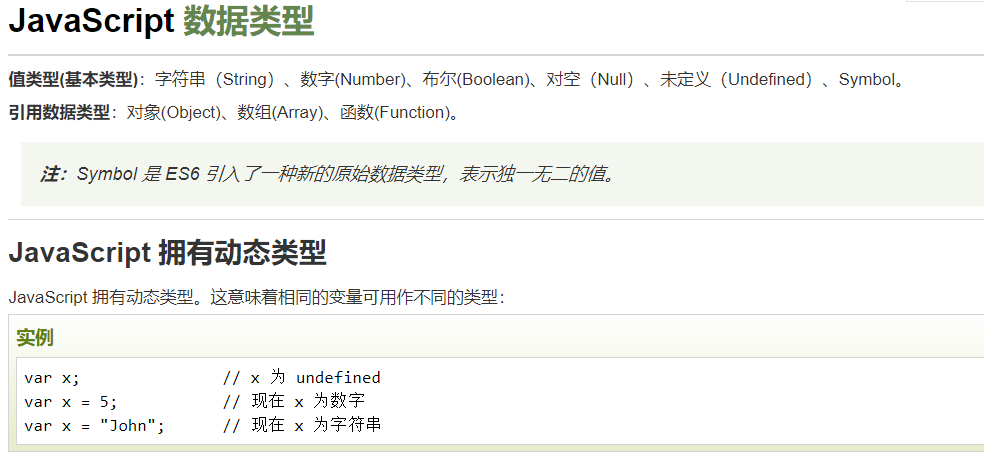 JavaScript 数据类型
值类型(基本类型)：字符串（String）、数字(Number)、布尔(Boolean)、对空（Null）、未定义（Undefined）、Symbol。
引用数据类型：对象(Object)、数组(Array)、函数(Function)。
注：Symbol 是 ES6 引入了一种新的原始数据类型，表示独一无二的值。
JavaScript 拥有动态类型
JavaScript 拥有动态类型。这意味着相同的变量可用作不同的类型：
实例
var x;               // x 为 undefined
var x = 5;           // 现在 x 为数字
var x = "John";      // 现在 x 为字符串